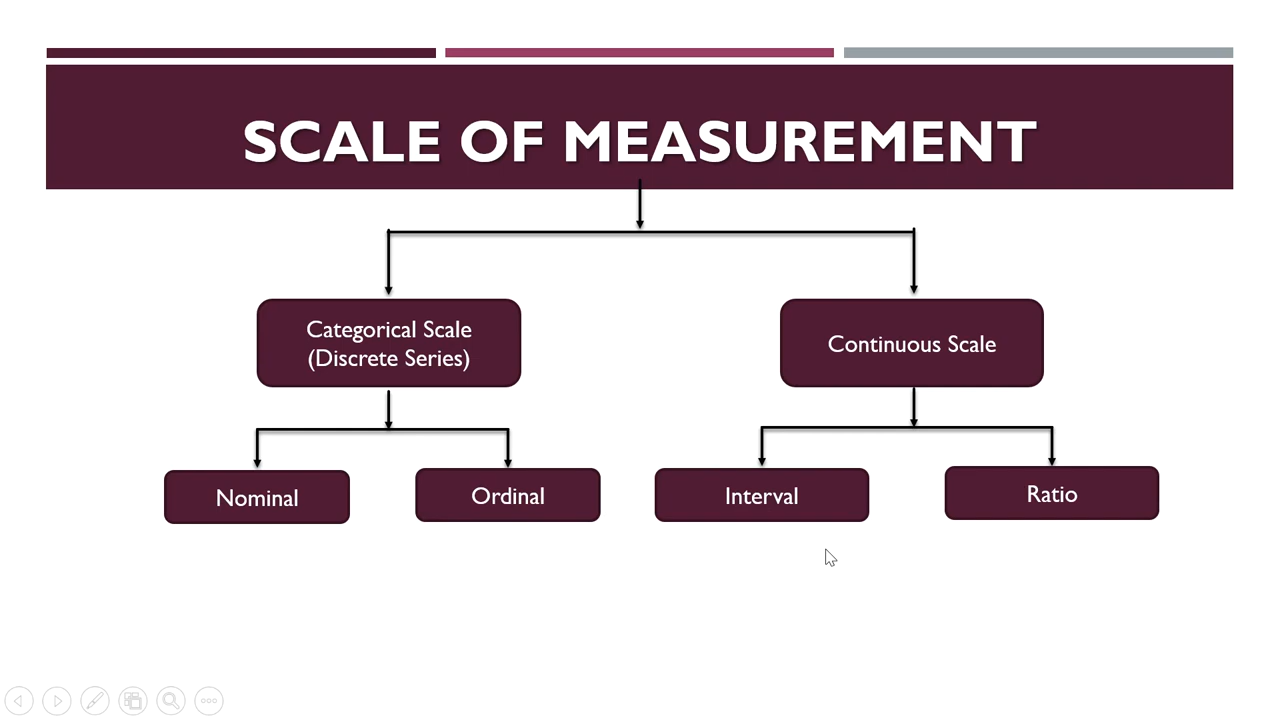 SCALE OF MEASUREMENT
Categorical Scale
(Discrete Series)
Continuous Scale
Nominal
Ordinal
Interval
Ratio